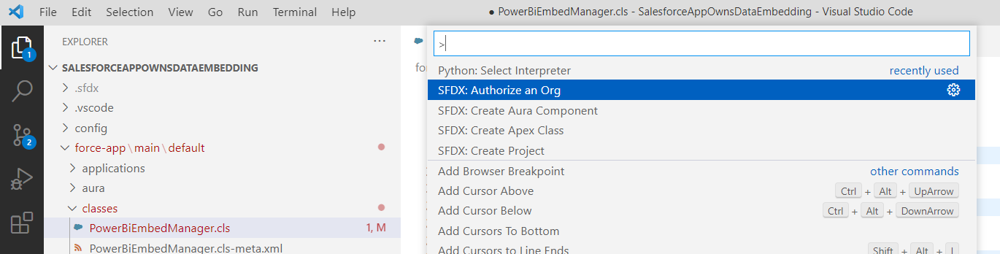 File Edit Selection View Go Run Terminal Help ● PowerBiEmbedManager.cls - SalesforceAppOwnsDataEmbedding - Visual Studio Code
EXPLORER ···
1
SALESFORCEAPPOWNSDATAEMBEDDING
.sfdx
.vscode
config
2
force-app\main\default
applications
aura
classes
PowerBiEmbedManager.cls 1, M
PowerBiEmbedManager.cls-meta.xml
>
fo
Python: Select Interpreter recently used
SFDX: Authorize an Org
SFDX: Create Aura Component
SFDX: Create Apex Class
SFDX: Create Project
Add Browser Breakpoint other commands
Add Cursor Above Ctrl + Alt + UpArrow
Add Cursor Below Ctrl + Alt + DownArrow
Add Cursors To Bottom
Add Cursors to Line Ends Shift + Alt + I